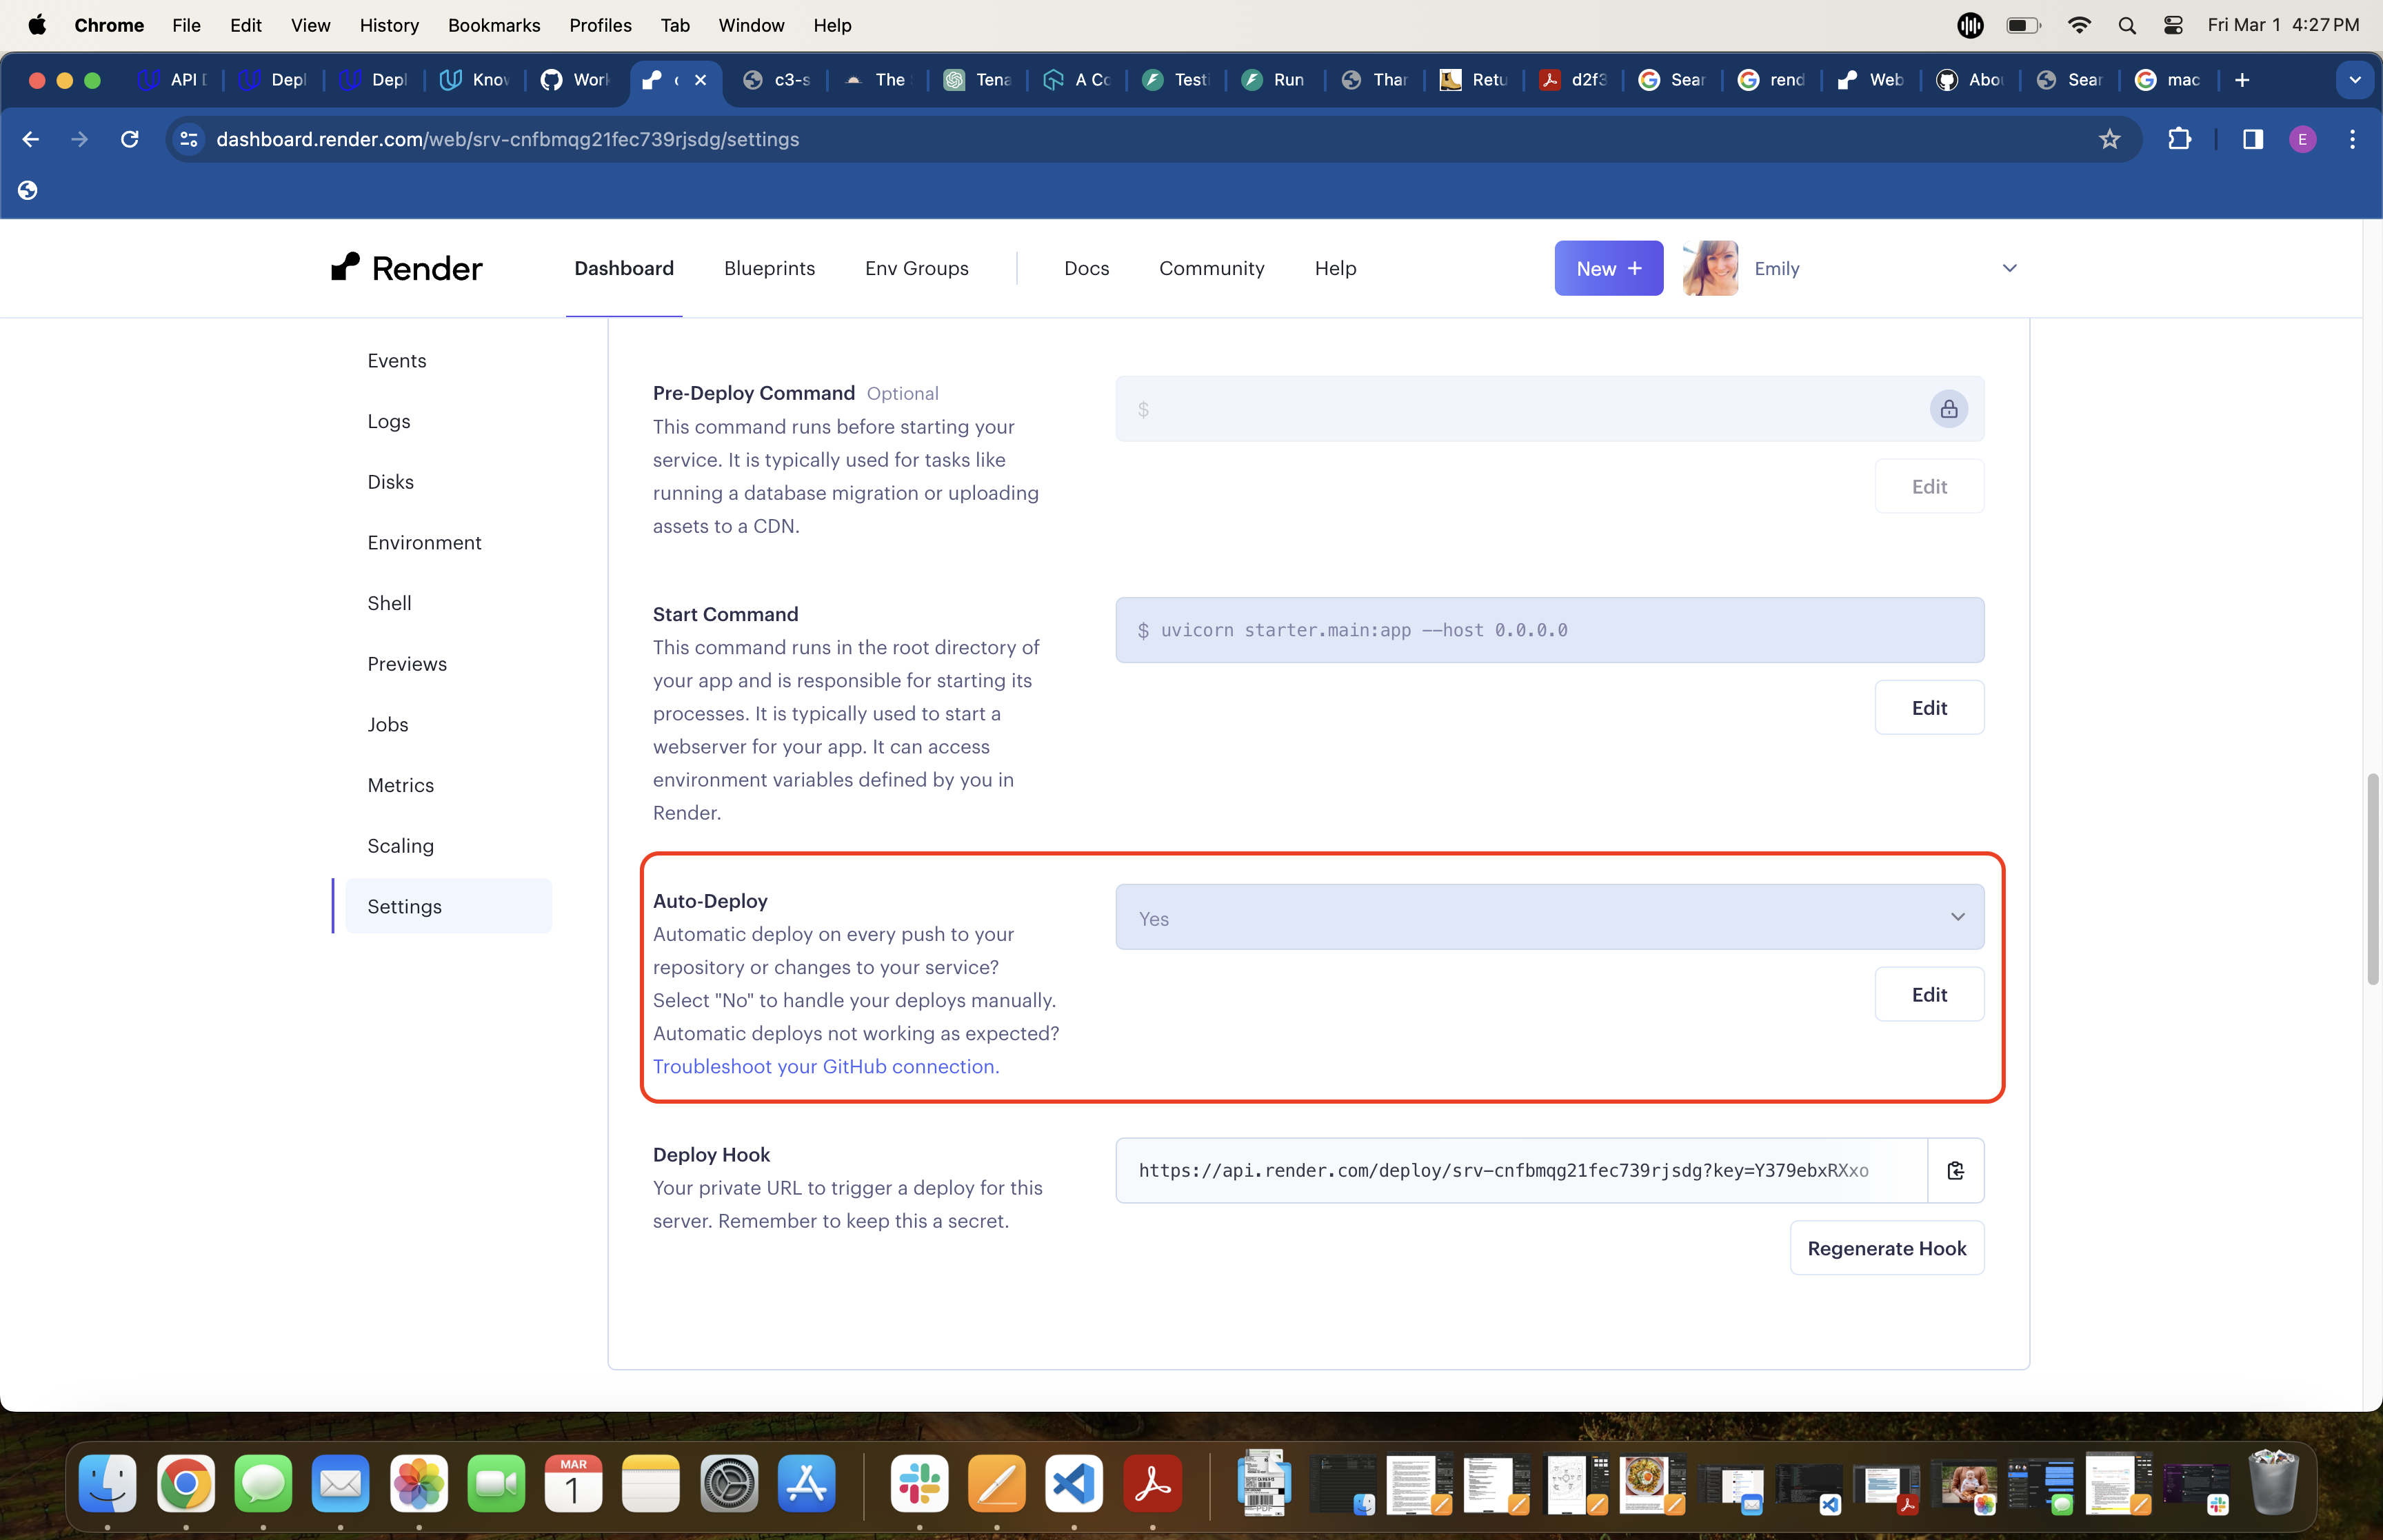 Chrome File Edit View History Bookmarks Profiles Tab Window Help Fri Mar 1 4:27 PM
API Depl Depl Know Work c3-s The Tena A Co Testi Run Thar Retu d2f3 Sear rend Web Abou Sear mac
dashboard.render.com/web/srv-cnfbmqg21fec739rjsdg/settings E
Render Dashboard Blueprints Env Groups Docs Community Help New + Emily
Events
Logs
Disks
Environment
Shell
Previews
Jobs
Metrics
Scaling
Settings
Pre-Deploy Command Optional
This command runs before starting your
service. It is typically used for tasks like
running a database migration or uploading
assets to a CDN.
$
Edit
Start Command
This command runs in the root directory of
your app and is responsible for starting its
processes. It is typically used to start a
webserver for your app. It can access
environment variables defined by you in
Render.
$ uvicorn starter.main:app --host 0.0.0.0
Edit
Auto-Deploy
Automatic deploy on every push to your
repository or changes to your service?
Select "No" to handle your deploys manually.
Automatic deploys not working as expected?
Troubleshoot your GitHub connection.
Yes
Edit
Deploy Hook
Your private URL to trigger a deploy for this
server. Remember to keep this a secret.
https://api.render.com/deploy/srv-cnfbmqg21fec739rjsdg?key=Y379ebxRXxo
Regenerate Hook
MAR
1